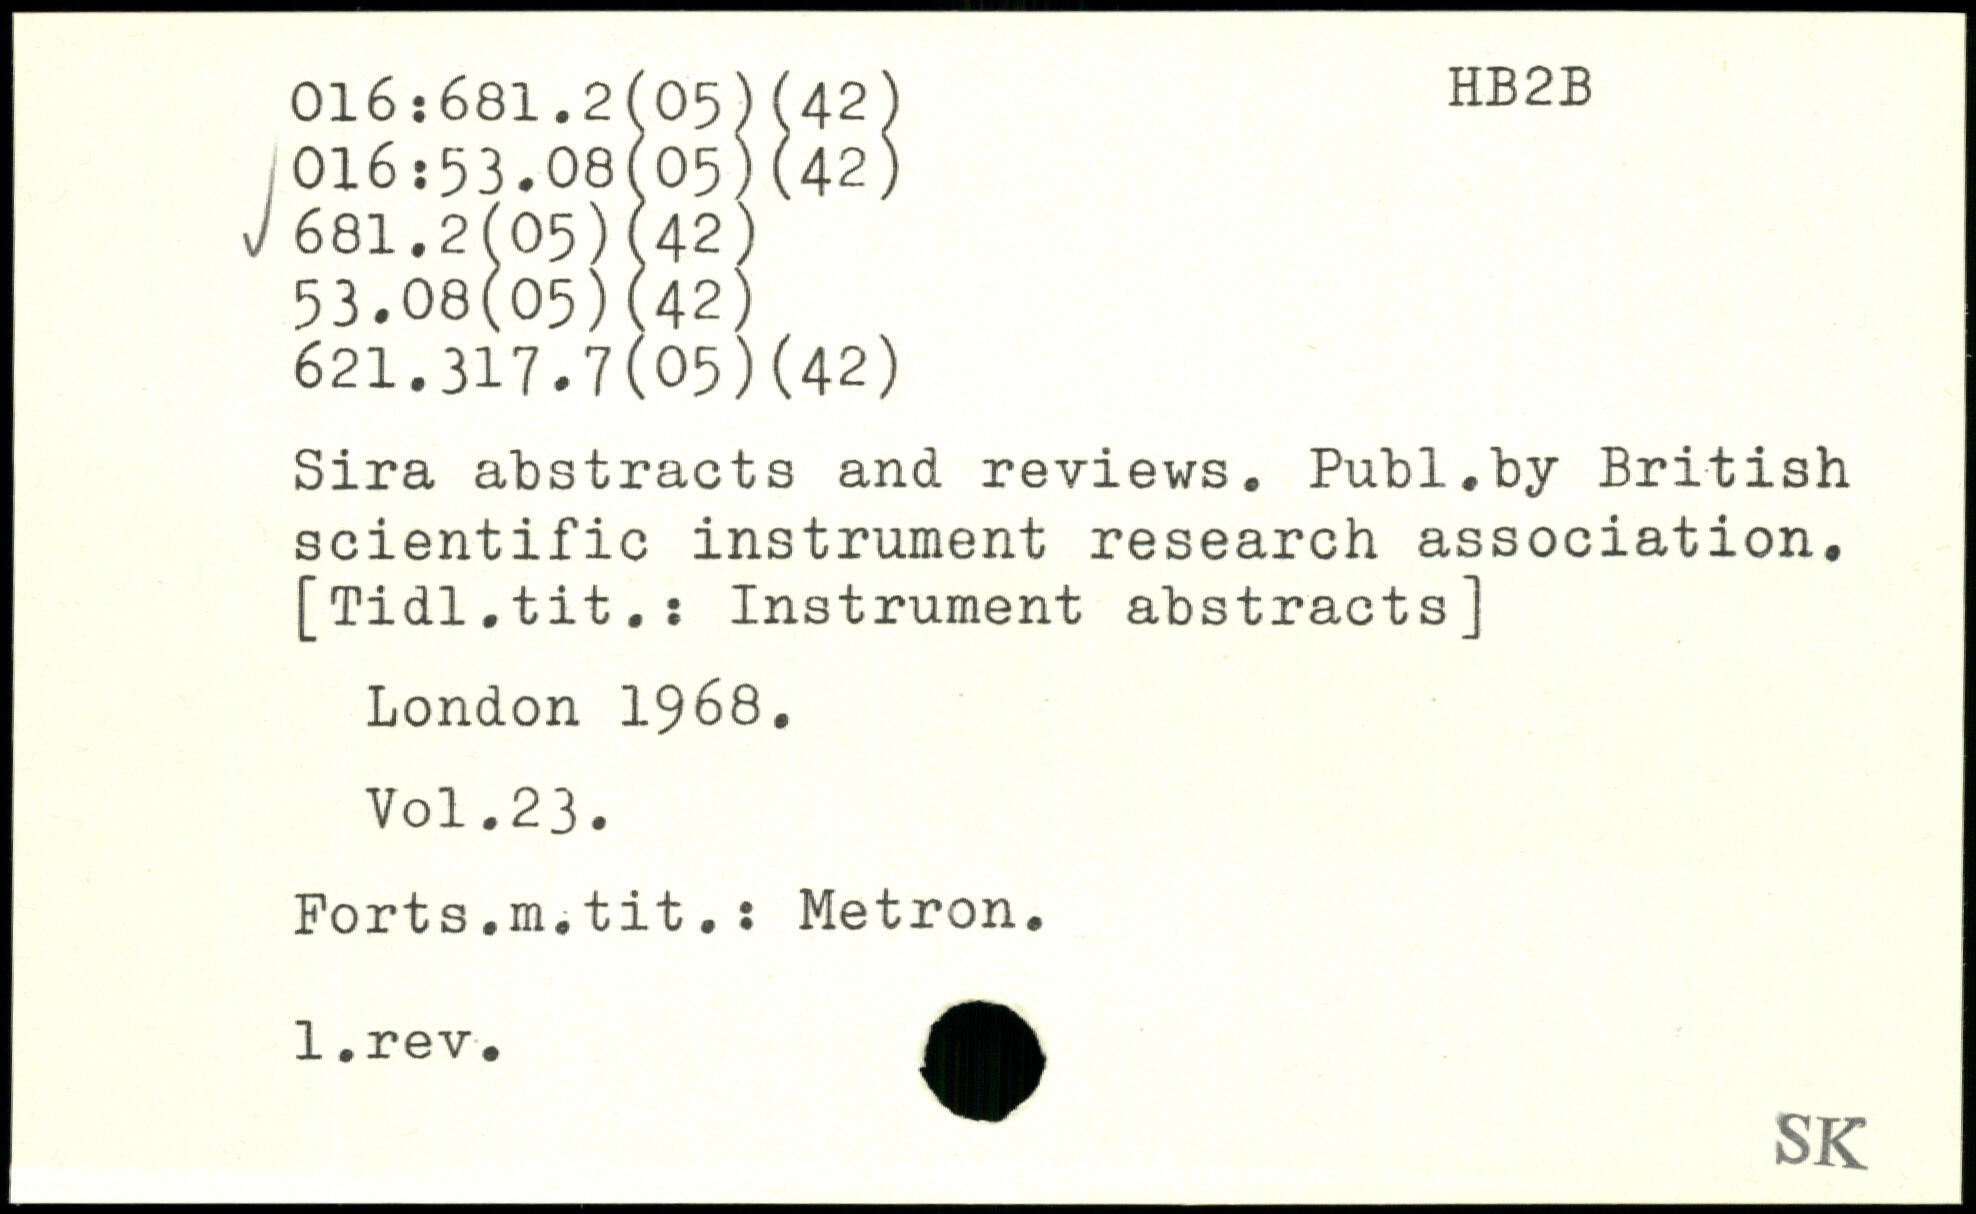 016:681.2(05)(42)
HB2B
016:53.08(05)(42)
681.2(05)(42)
53.08(05)(42)
621.317.7(05)(42)
Sira abstracts and reviews. Publ.by British
scientific instrument research association.
[Tidl.tit.: Instrument abstracts]
London 1968.
Vol.23.
Forts.m.tit.: Metron.
1.rev.
SK